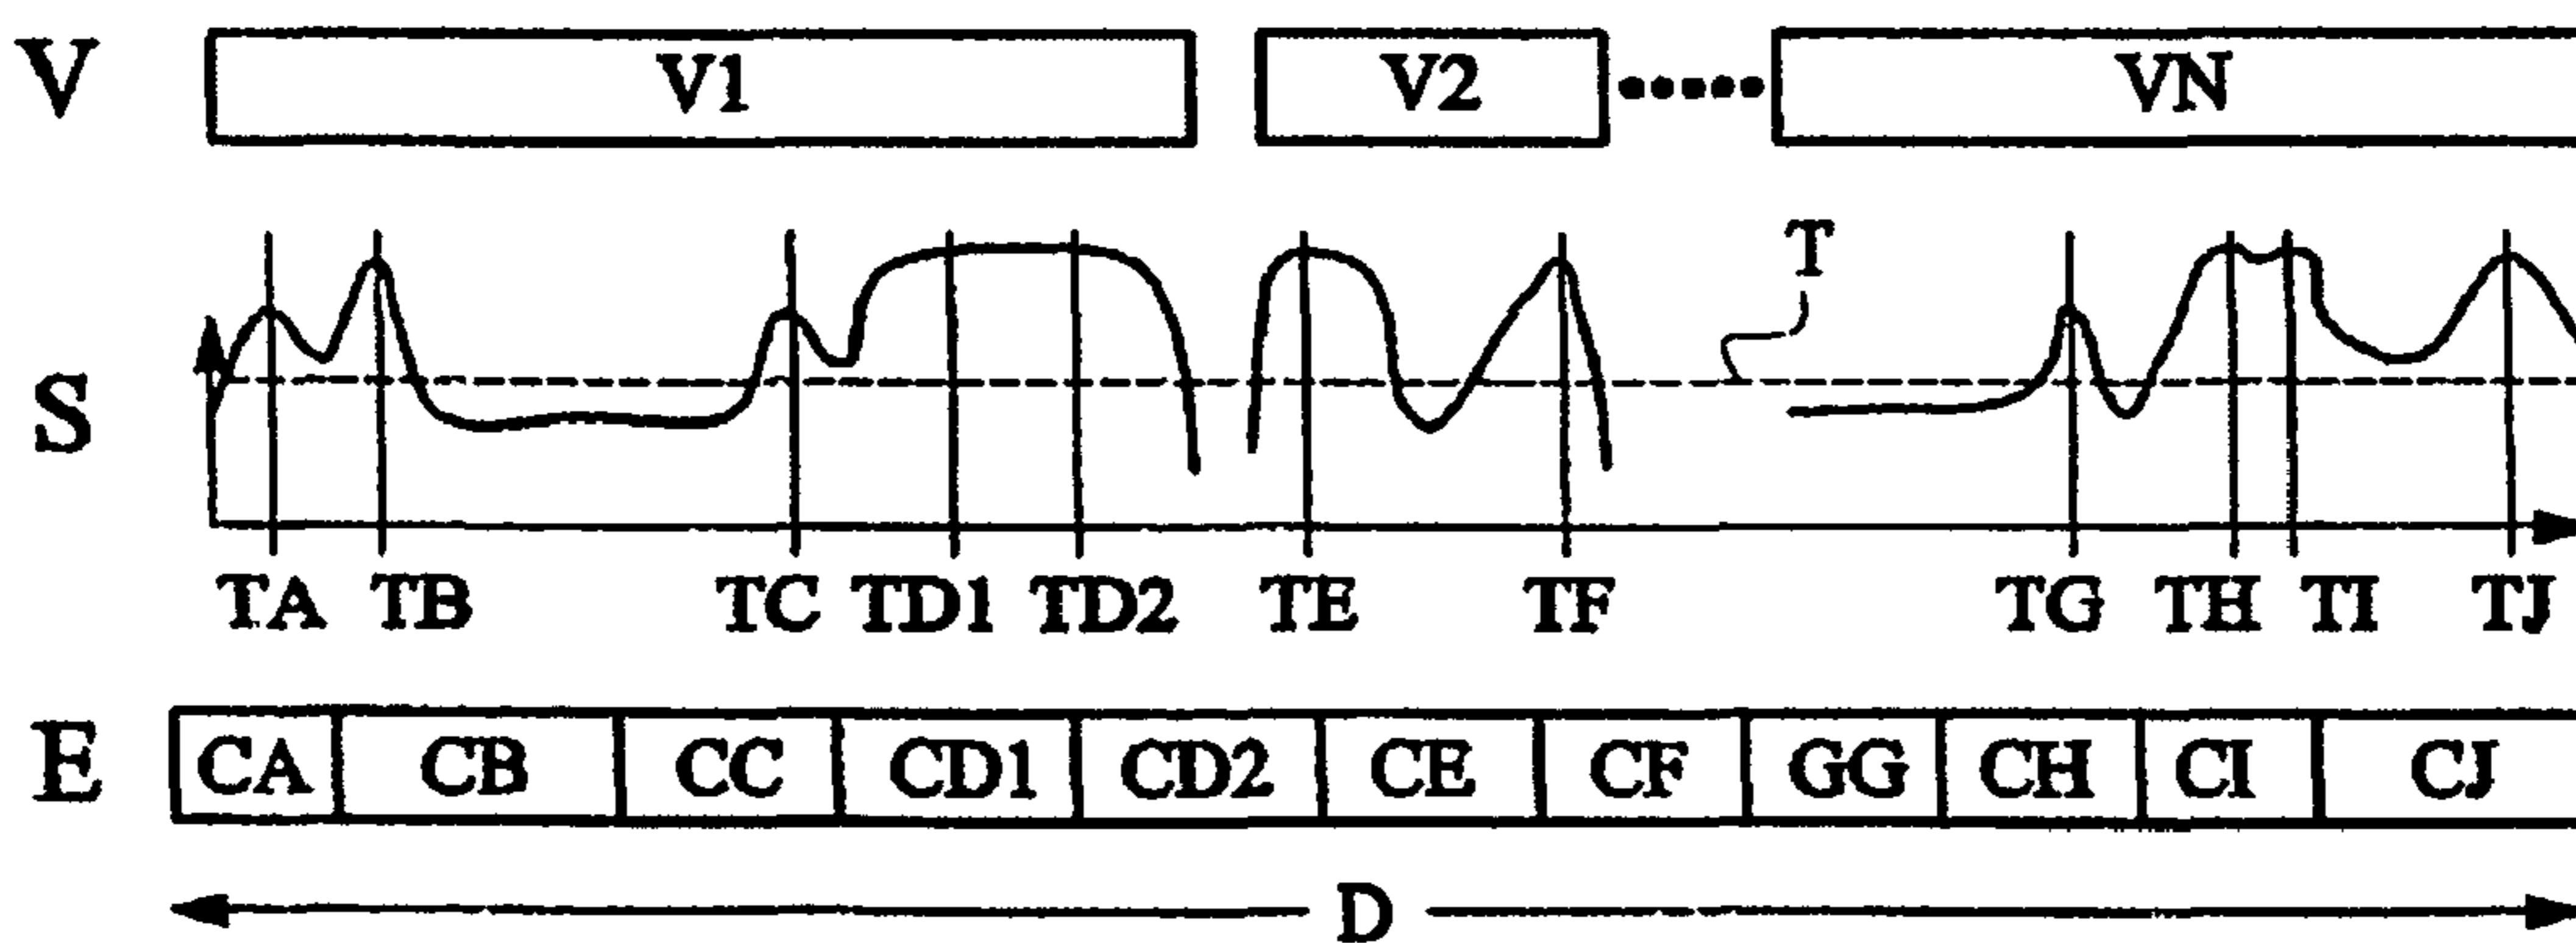 V V1 V2 VN
T
S
TA TB TC TD1 TD2 TE TF TG TH TI TJ
E CA CB CC CD1 CD2 CE CF GG CH CI CJ
D